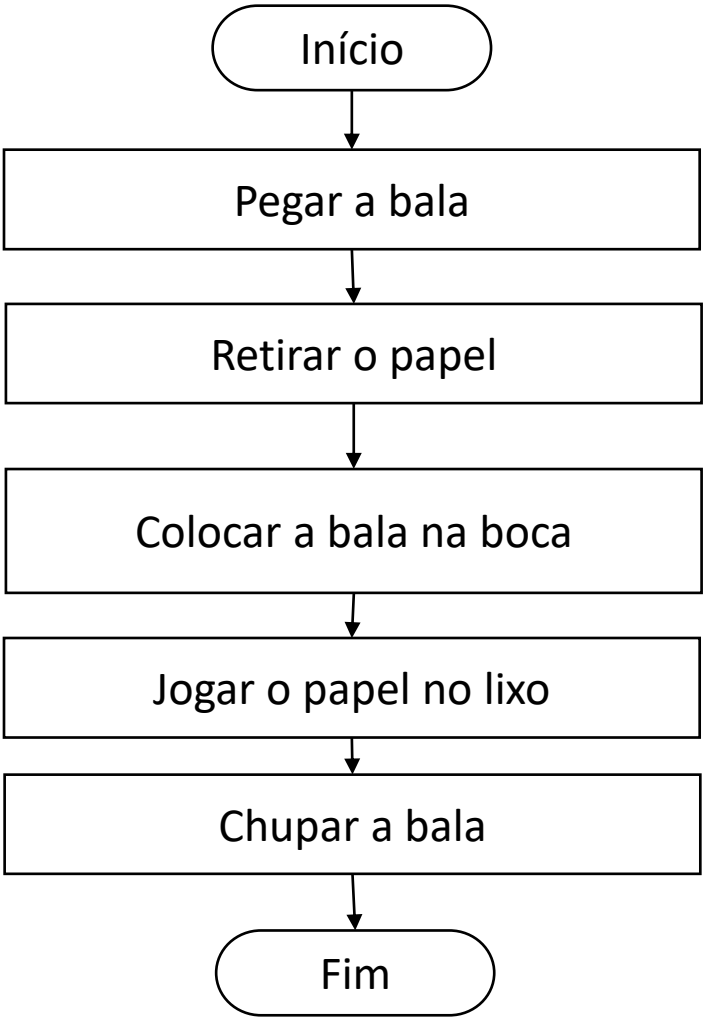 Início
Pegar a bala
Retirar o papel
Colocar a bala na boca
Jogar o papel no lixo
Chupar a bala
Fim